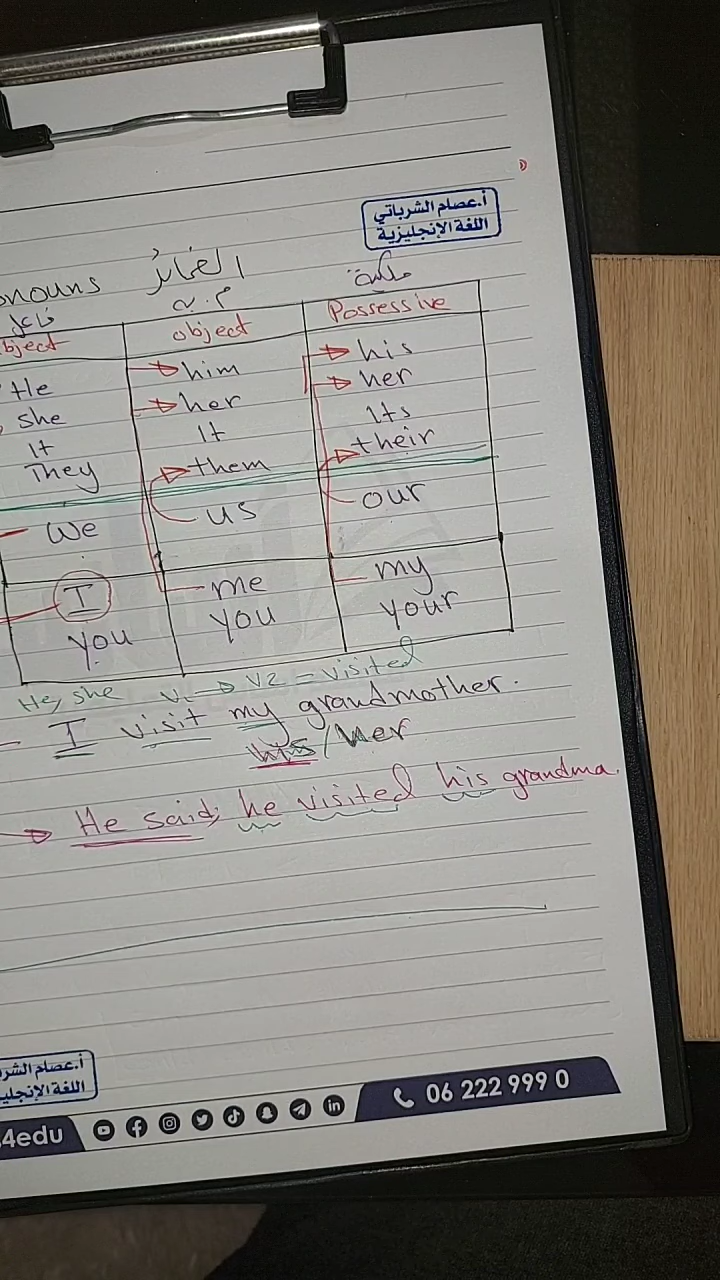 أ.عصام الشرباتي
اللغة الإنجليزية
onouns الضمائر
فاعل م.به ملكية
bject object Possessive
He him his
she her her
It It Its
They them their
we us our
I me my
you you your
He, she V1 → V2 = visited
I visit my grandmother.
his/her
→ He said, he visited his grandma.
أ.عصام الشر
اللغة الإنجليز
4edu 06 222 999 0